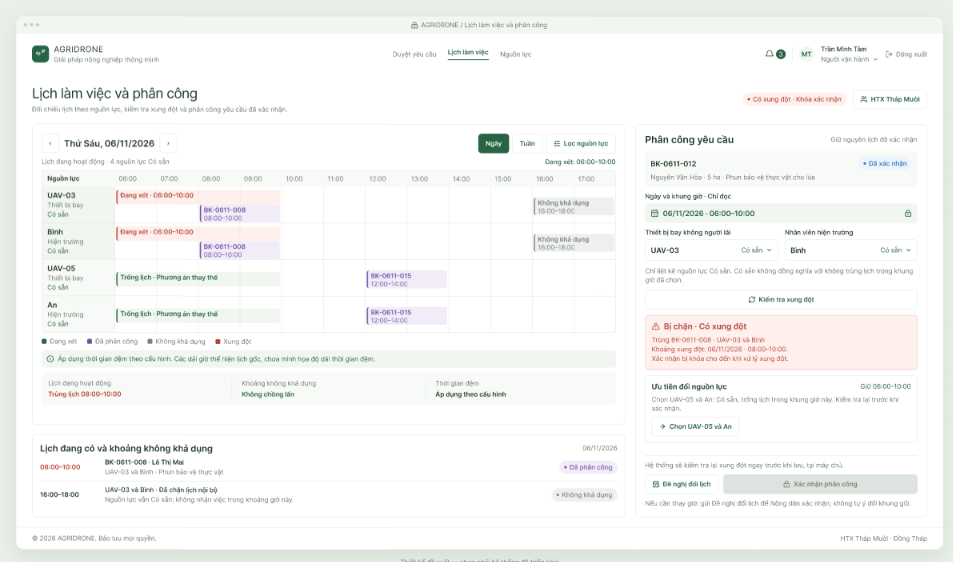 AGRIDRONE / Lịch làm việc và phân công
AGRIDRONE
Giải pháp nông nghiệp thông minh
Duyệt yêu cầu
Lịch làm việc
Nguồn lực
3
MT
Trần Minh Tâm
Người vận hành
Đăng xuất
Lịch làm việc và phân công
Đối chiếu lịch theo nguồn lực, kiểm tra xung đột và phân công yêu cầu đã xác nhận.
• Có xung đột · Khóa xác nhận
HTX Tháp Mười
‹ Thứ Sáu, 06/11/2026 ›
Ngày
Tuần
Lọc nguồn lực
Lịch đang hoạt động · 4 nguồn lực Có sẵn
Đang xét: 06:00–10:00
Nguồn lực 06:00 07:00 08:00 09:00 10:00 11:00 12:00 13:00 14:00 15:00 16:00 17:00
UAV-03
Thiết bị bay
Có sẵn
Đang xét · 06:00–10:00
BK-0611-008
08:00–10:00
Không khả dụng
16:00–18:00
Bình
Hiện trường
Có sẵn
Đang xét · 06:00–10:00
BK-0611-008
08:00–10:00
Không khả dụng
16:00–18:00
UAV-05
Thiết bị bay
Có sẵn
Trống lịch · Phương án thay thế
BK-0611-015
12:00–14:00
An
Hiện trường
Có sẵn
Trống lịch · Phương án thay thế
BK-0611-015
12:00–14:00
Đang xét
Đã phân công
Không khả dụng
Xung đột
Áp dụng thời gian đệm theo cấu hình. Các dải giờ thể hiện lịch gốc, chưa minh họa độ dài thời gian đệm.
Lịch đang hoạt động
Trùng lịch 08:00–10:00
Khoảng không khả dụng
Không chồng lấn
Thời gian đệm
Áp dụng theo cấu hình
Lịch đang có và khoảng không khả dụng
06/11/2026
08:00–10:00
BK-0611-008 · Lê Thị Mai
UAV-03 và Bình · Phun bảo vệ thực vật
• Đã phân công
16:00–18:00
UAV-03 và Bình · Đã chặn lịch nội bộ
Nguồn lực vẫn Có sẵn; không nhận việc trong khoảng giờ này.
• Không khả dụng
Phân công yêu cầu
Giữ nguyên lịch đã xác nhận
BK-0611-012
• Đã xác nhận
Nguyễn Văn Hòa · 5 ha · Phun bảo vệ thực vật cho lúa
Ngày và khung giờ · Chỉ đọc
06/11/2026 · 06:00–10:00
Thiết bị bay không người lái
Nhân viên hiện trường
UAV-03 Có sẵn
Bình Có sẵn
Chỉ liệt kê nguồn lực Có sẵn. Có sẵn không đồng nghĩa với không trùng lịch trong khung
giờ đã chọn.
Kiểm tra xung đột
Bị chặn · Có xung đột
Trùng BK-0611-008 · UAV-03 và Bình
Khoảng xung đột: 06/11/2026 · 08:00–10:00.
Xác nhận bị khóa cho đến khi xử lý xung đột.
Ưu tiên đổi nguồn lực
Giữ 06:00–10:00
Chọn UAV-05 và An: Có sẵn, trống lịch trong khung giờ này. Kiểm tra lại trước khi
xác nhận.
→ Chọn UAV-05 và An
Hệ thống sẽ kiểm tra lại xung đột ngay trước khi lưu, tại máy chủ.
Đề nghị đổi lịch
Xác nhận phân công
Nếu cần thay giờ: gửi Đề nghị đổi lịch để Nông dân xác nhận; không tự ý đổi khung giờ.
© 2026 AGRIDRONE. Bảo lưu mọi quyền.
HTX Tháp Mười · Đồng Tháp